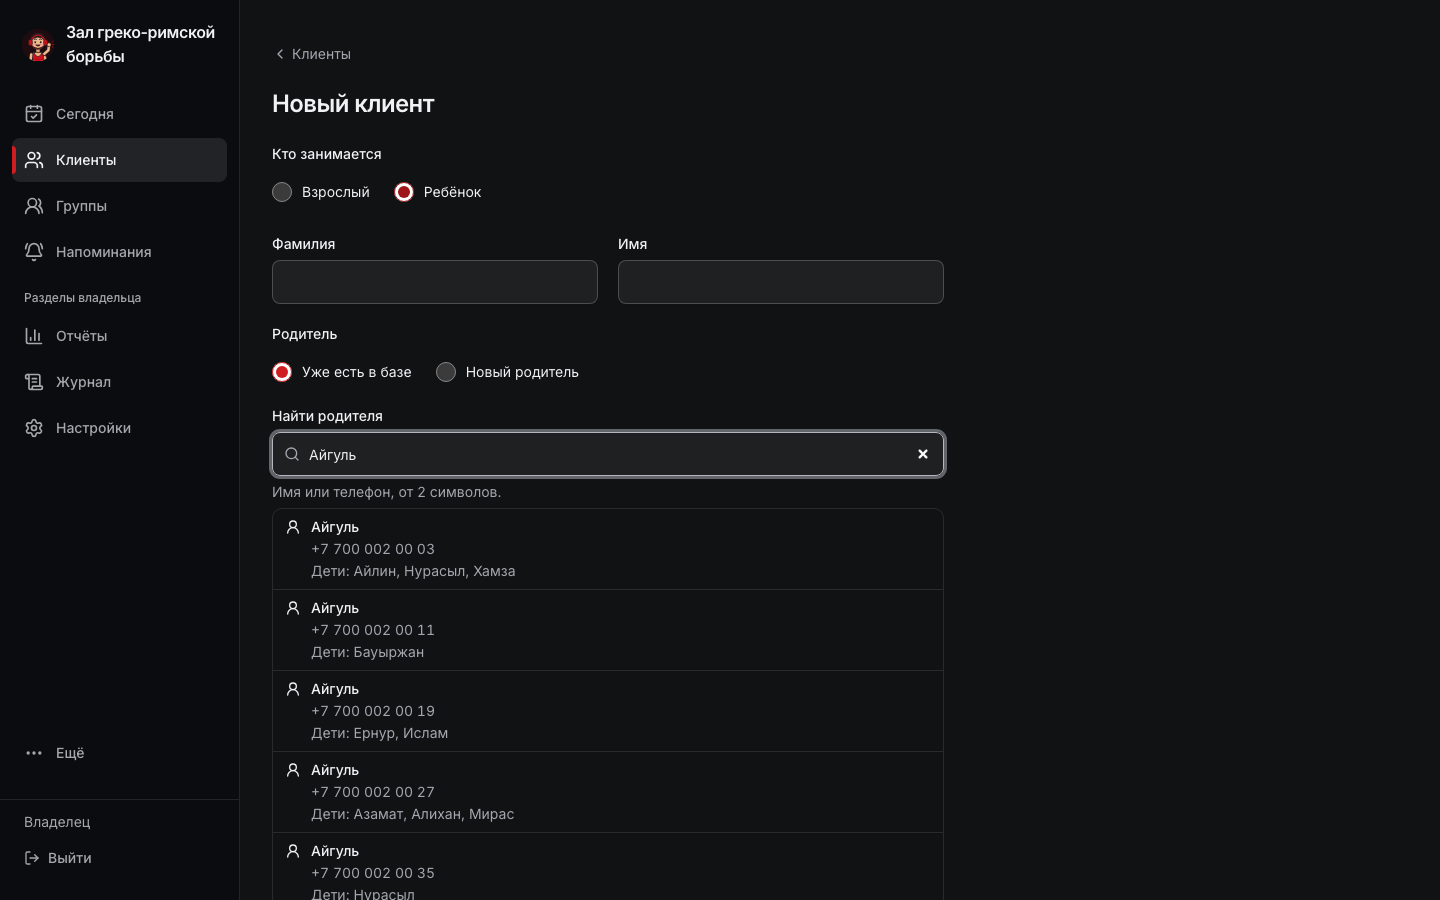 Зал греко-римской
борьбы
Сегодня
Клиенты
Группы
Напоминания
Разделы владельца
Отчёты
Журнал
Настройки
Ещё
Владелец
Выйти
Клиенты
Новый клиент
Кто занимается
Взрослый
Ребёнок
Фамилия
Имя
Родитель
Уже есть в базе
Новый родитель
Найти родителя
Айгуль
Имя или телефон, от 2 символов.
Айгуль
+7 700 002 00 03
Дети: Айлин, Нурасыл, Хамза
Айгуль
+7 700 002 00 11
Дети: Бауыржан
Айгуль
+7 700 002 00 19
Дети: Ернур, Ислам
Айгуль
+7 700 002 00 27
Дети: Азамат, Алихан, Мирас
Айгуль
+7 700 002 00 35
Дети: Нурасыл